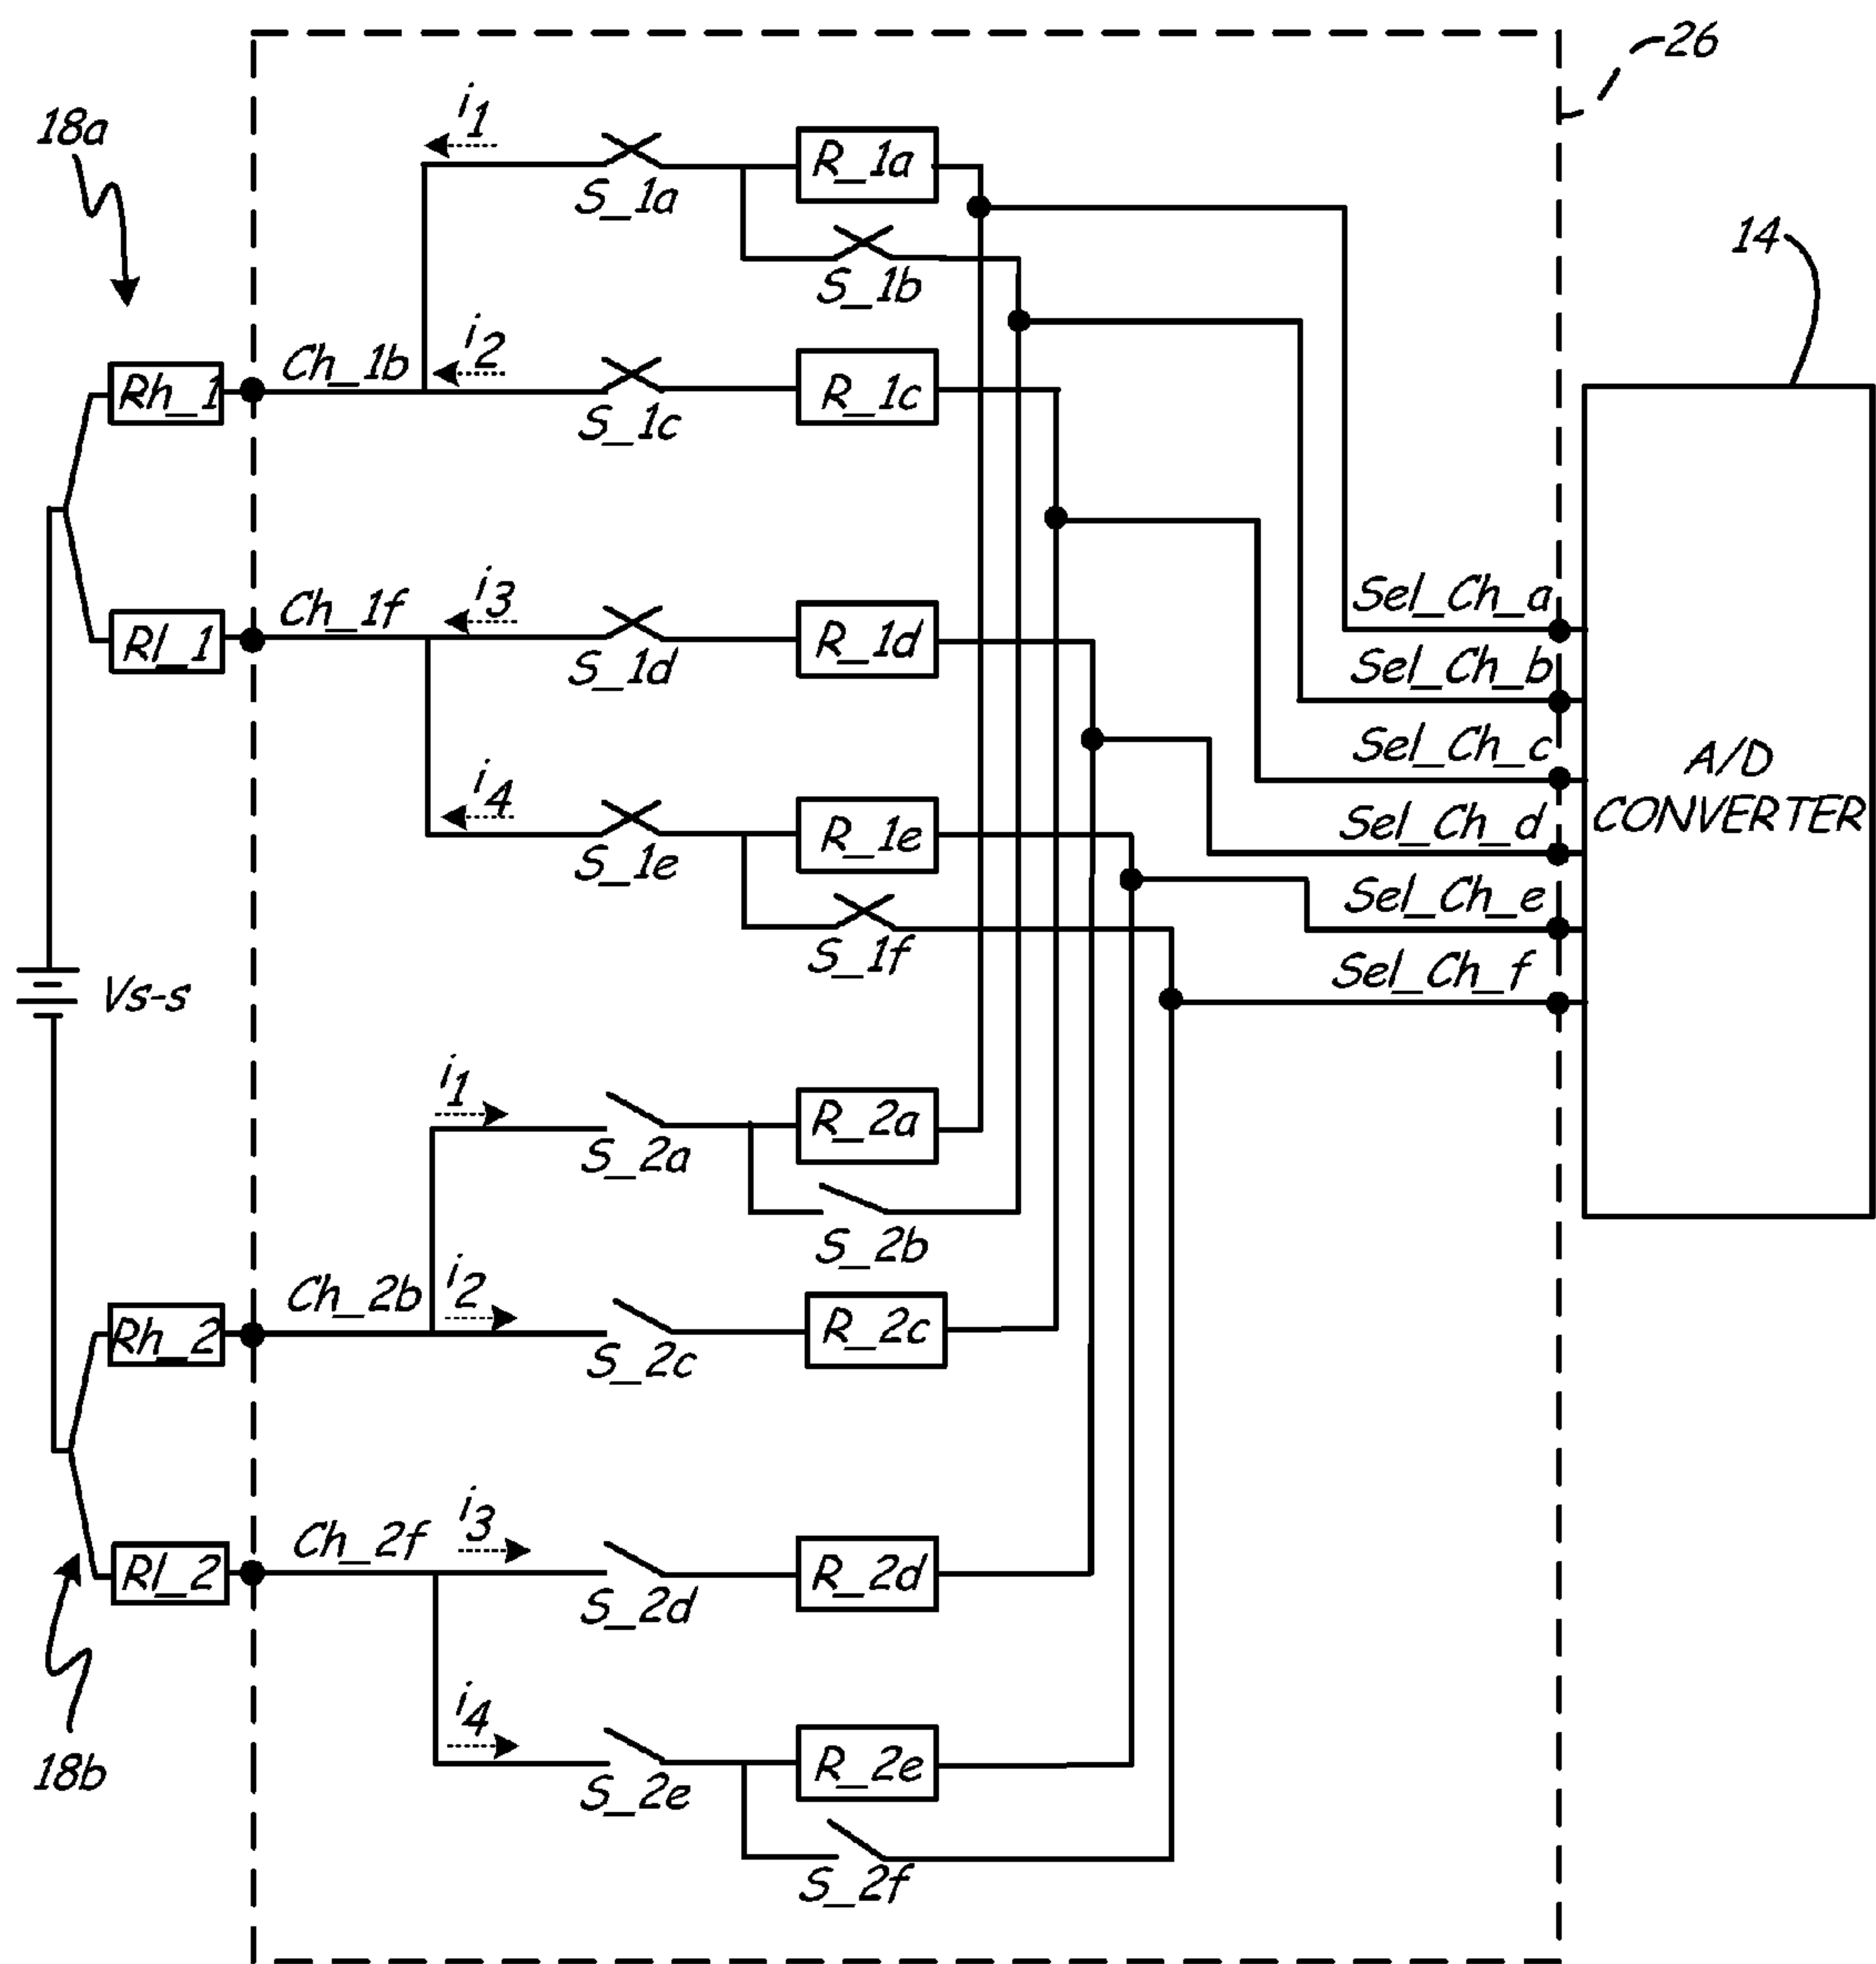 26
18a
i1
S_1a
R_1a
S_1b
14
Ch_1b
i2
Rh_1
S_1c
R_1c
Ch_1f
i3
Rl_1
S_1d
R_1d
Sel_Ch_a
Sel_Ch_b
Sel_Ch_c
Sel_Ch_d
Sel_Ch_e
Sel_Ch_f
A/D
CONVERTER
i4
S_1e
R_1e
S_1f
Vs-s
i1
S_2a
R_2a
S_2b
Ch_2b
i2
Rh_2
S_2c
R_2c
Ch_2f
i3
Rl_2
S_2d
R_2d
18b
i4
S_2e
R_2e
S_2f